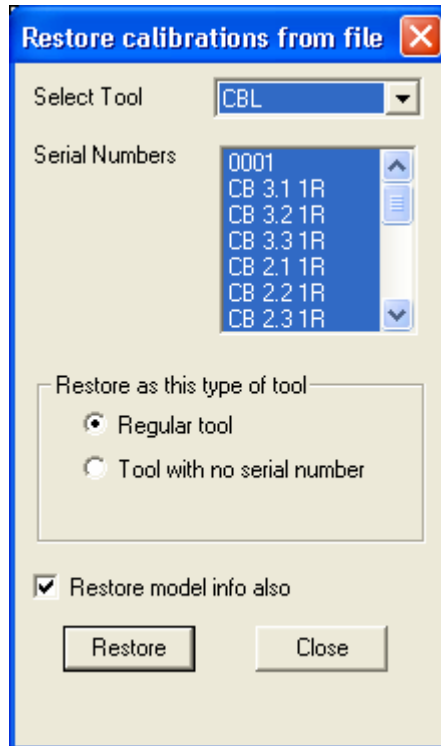 Restore calibrations from file
Select Tool CBL
Serial Numbers
0001
CB 3.1 1R
CB 3.2 1R
CB 3.3 1R
CB 2.1 1R
CB 2.2 1R
CB 2.3 1R
Restore as this type of tool
Regular tool
Tool with no serial number
Restore model info also
Restore Close